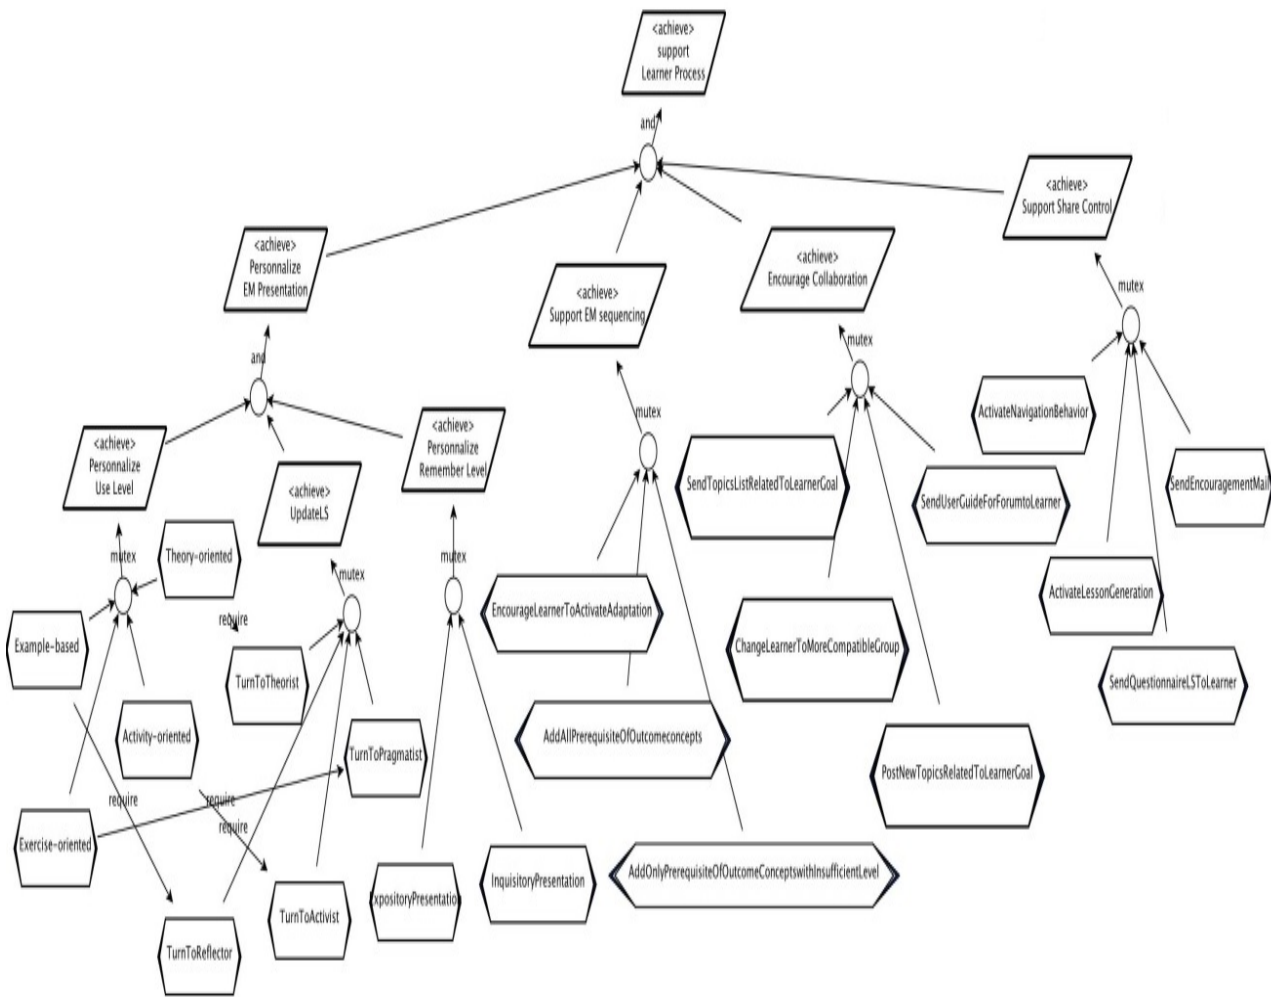 <achieve>
support
Learner Process
and
<achieve>
Support Share Control
<achieve>
Personnalize
EM Presentation
<achieve>
Support EM sequencing
<achieve>
Encourage Collaboration
mutex
and
mutex
mutex
<achieve>
Personnalize
Use Level
<achieve>
UpdateLS
<achieve>
Personnalize
Remember Level
ActivateNavigationBehavior
SendTopicsListRelatedToLearnerGoal
SendUserGuideForForumtoLearner
SendEncouragementMail
mutex
Theory-oriented
mutex
mutex
Example-based
require
TurnToTheorist
EncourageLearnerToActivateAdaptation
ChangeLearnerToMoreCompatibleGroup
ActivateLessonGeneration
SendQuestionnaireLSToLearner
Activity-oriented
TurnToPragmatist
AddAllPrerequisiteOfOutcomeconcepts
PostNewTopicsRelatedToLearnerGoal
require
require
require
Exercise-oriented
TurnToReflector
TurnToActivist
ExpositoryPresentation
InquisitoryPresentation
AddOnlyPrerequisiteOfOutcomeConceptswithInsufficientLevel